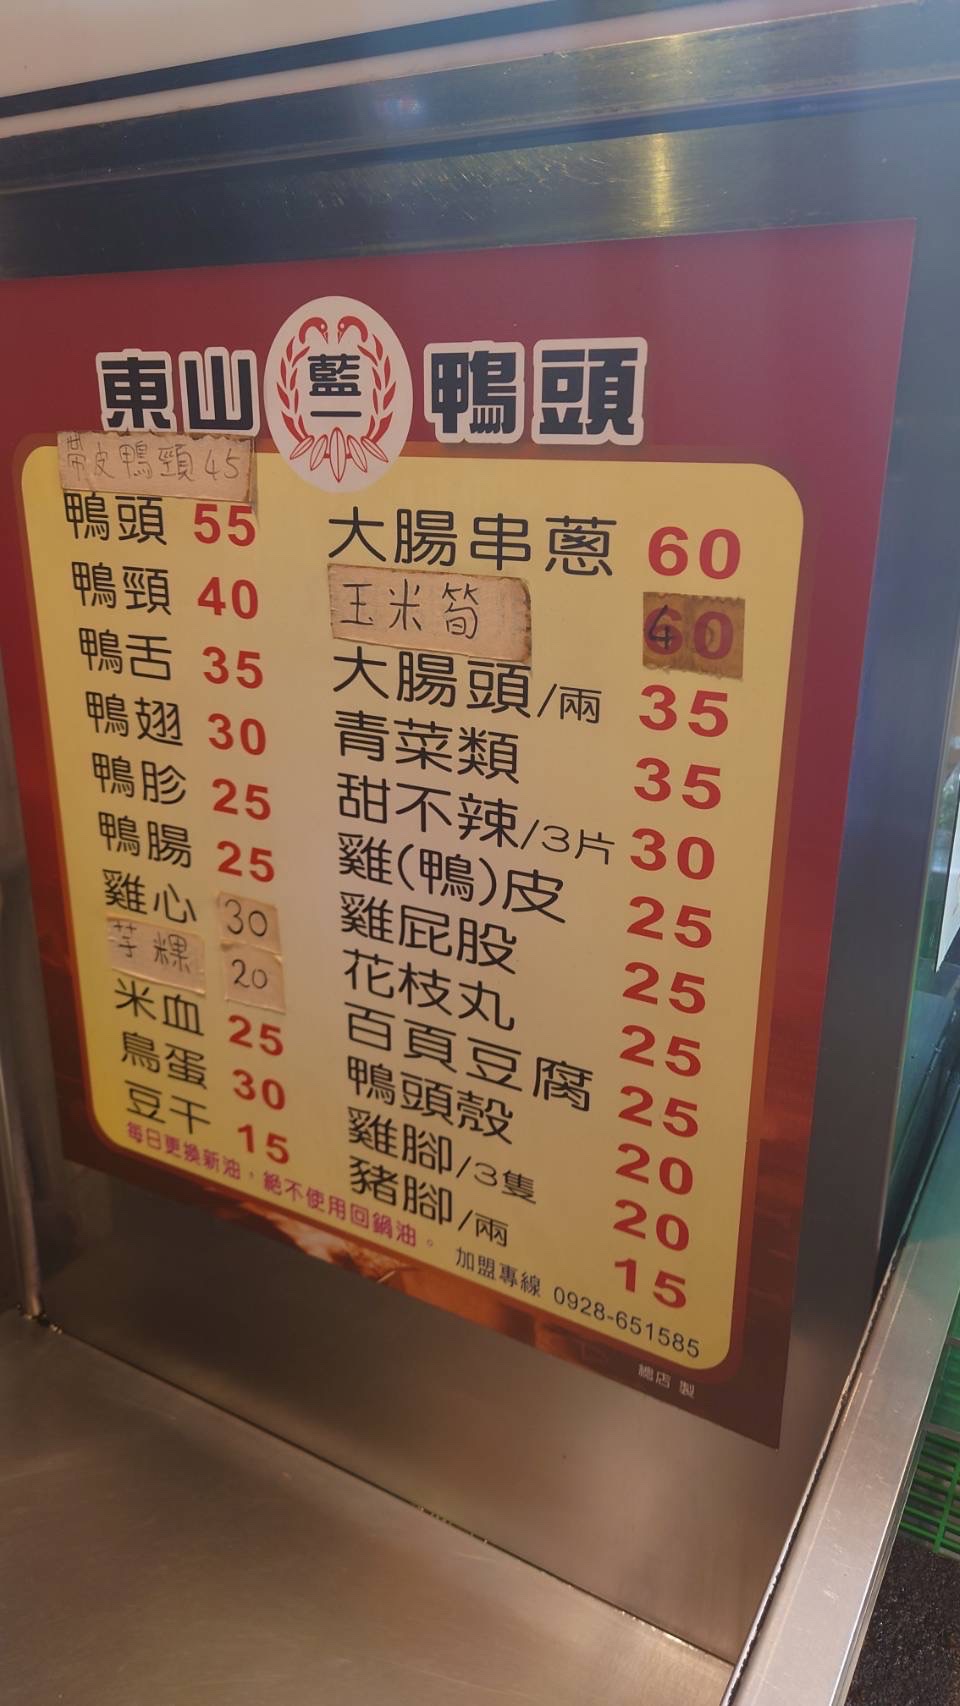 東山 藍一 鴨頭
帶皮鴨頸 45
鴨頭 55
鴨頸 40
鴨舌 35
鴨翅 30
鴨胗 25
鴨腸 25
雞心 30
芋粿 20
米血 25
鳥蛋 30
豆干 15
大腸串蔥 60
玉米筍 40
大腸頭/兩 35
青菜類 35
甜不辣/3片 30
雞(鴨)皮 25
雞屁股 25
花枝丸 25
百頁豆腐 25
鴨頭殼 20
雞腳/3隻 20
豬腳/兩 15
每日更換新油，絕不使用回鍋油。
加盟專線 0928-651585
總店 製